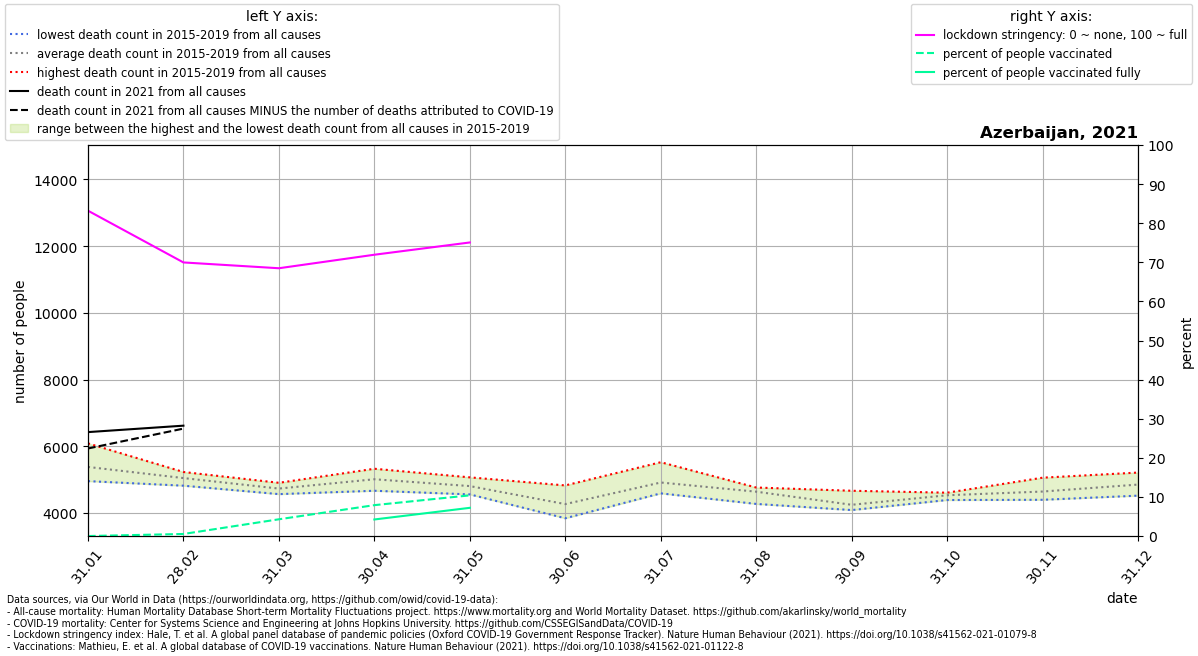 left Y axis:
lowest death count in 2015-2019 from all causes
average death count in 2015-2019 from all causes
highest death count in 2015-2019 from all causes
death count in 2021 from all causes
death count in 2021 from all causes MINUS the number of deaths attributed to COVID-19
range between the highest and the lowest death count from all causes in 2015-2019
right Y axis:
lockdown stringency: 0 ~ none, 100 ~ full
percent of people vaccinated
percent of people vaccinated fully
Azerbaijan, 2021
number of people
14000
12000
10000
8000
6000
4000
100
90
80
70
60
50
40
30
20
10
0
percent
31.01
28.02
31.03
30.04
31.05
30.06
31.07
31.08
30.09
31.10
30.11
31.12
date
Data sources, via Our World in Data (https://ourworldindata.org, https://github.com/owid/covid-19-data):
- All-cause mortality: Human Mortality Database Short-term Mortality Fluctuations project. https://www.mortality.org and World Mortality Dataset. https://github.com/akarlinsky/world_mortality
- COVID-19 mortality: Center for Systems Science and Engineering at Johns Hopkins University. https://github.com/CSSEGISandData/COVID-19
- Lockdown stringency index: Hale, T. et al. A global panel database of pandemic policies (Oxford COVID-19 Government Response Tracker). Nature Human Behaviour (2021). https://doi.org/10.1038/s41562-021-01079-8
- Vaccinations: Mathieu, E. et al. A global database of COVID-19 vaccinations. Nature Human Behaviour (2021). https://doi.org/10.1038/s41562-021-01122-8